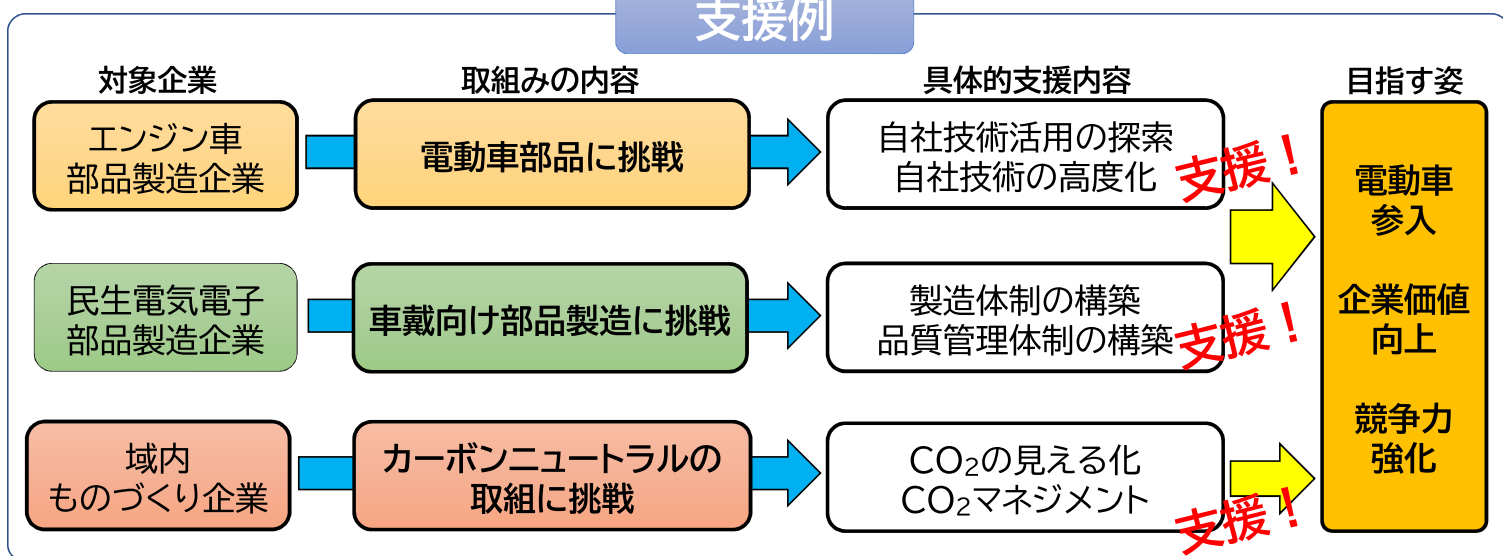 支援例
対象企業
取組みの内容
具体的支援内容
目指す姿
エンジン車
部品製造企業
電動車部品に挑戦
自社技術活用の探索
自社技術の高度化
支援！
民生電気電子
部品製造企業
車戴向け部品製造に挑戦
製造体制の構築
品質管理体制の構築
支援！
域内
ものづくり企業
カーボンニュートラルの
取組に挑戦
CO₂の見える化
CO₂マネジメント
支援！
電動車
参入
企業価値
向上
競争力
強化